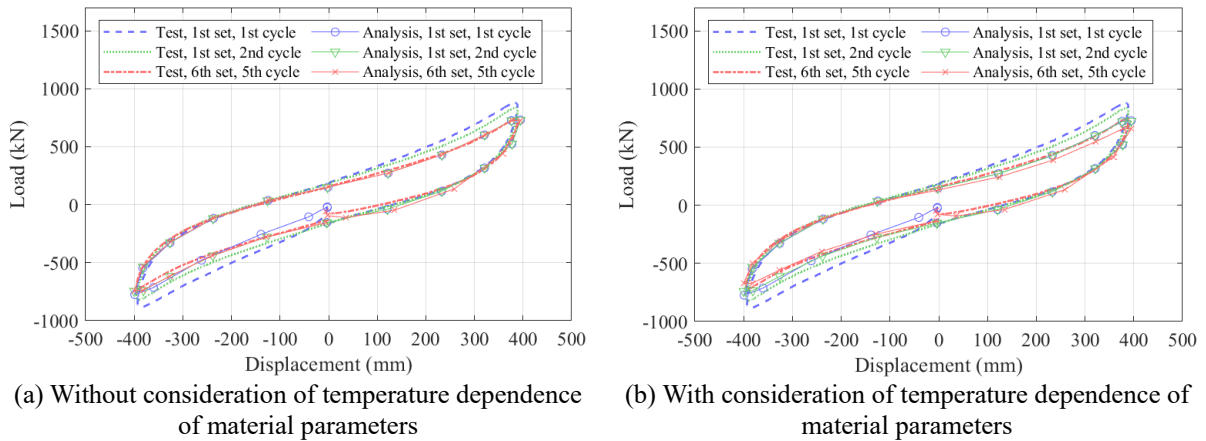 1500
1000
500
0
-500
-1000
Load (kN)
Test, 1st set, 1st cycle
Test, 1st set, 2nd cycle
Test, 6th set, 5th cycle
Analysis, 1st set, 1st cycle
Analysis, 1st set, 2nd cycle
Analysis, 6th set, 5th cycle
-500 -400 -300 -200 -100 0 100 200 300 400 500
Displacement (mm)
(a) Without consideration of temperature dependence
of material parameters
1500
1000
500
0
-500
-1000
Load (kN)
Test, 1st set, 1st cycle
Test, 1st set, 2nd cycle
Test, 6th set, 5th cycle
Analysis, 1st set, 1st cycle
Analysis, 1st set, 2nd cycle
Analysis, 6th set, 5th cycle
-500 -400 -300 -200 -100 0 100 200 300 400 500
Displacement (mm)
(b) With consideration of temperature dependence of
material parameters